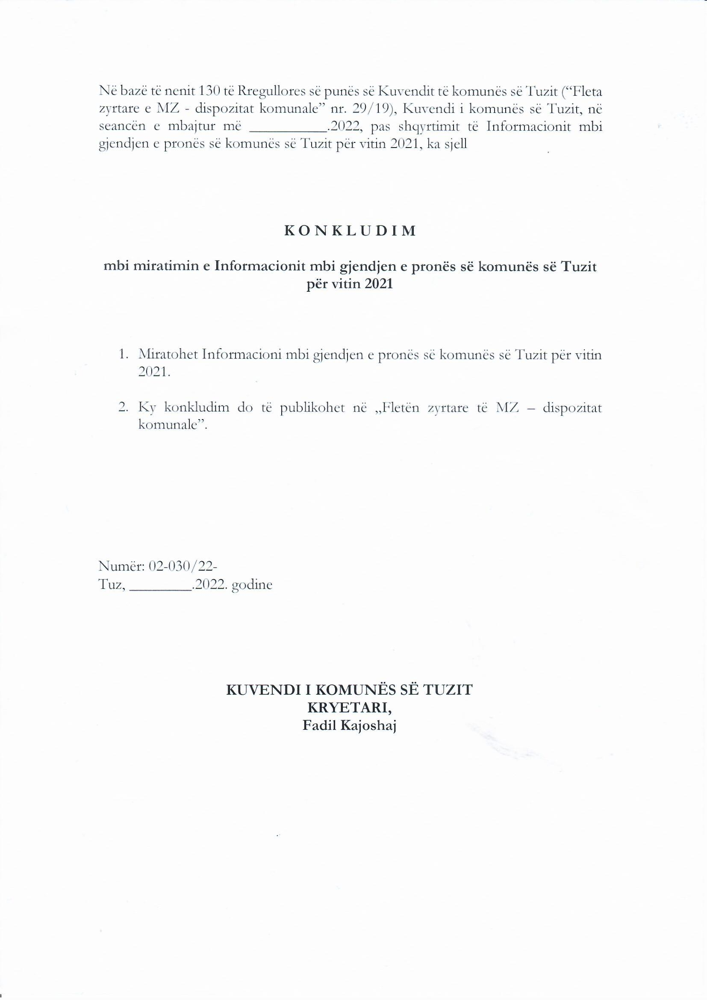 Në bazë të nenit 130 të Rregullores së punës së Kuvendit të komunës së Tuzit (“Fleta
zyrtare e MZ - dispozitat komunale” nr. 29/19), Kuvendi i komunës së Tuzit, në
seancën e mbajtur më ___________.2022, pas shqyrtimit të Informacionit mbi
gjendjen e pronës së komunës së Tuzit për vitin 2021, ka sjell
K O N K L U D I M
mbi miratimin e Informacionit mbi gjendjen e pronës së komunës së Tuzit
për vitin 2021
1. Miratohet Informacioni mbi gjendjen e pronës së komunës së Tuzit për vitin
2021.
2. Ky konkludim do të publikohet në „Fletën zyrtare të MZ – dispozitat
komunale”.
Numër: 02-030/22-
Tuz, _________.2022. godine
KUVENDI I KOMUNËS SË TUZIT
KRYETARI,
Fadil Kajoshaj